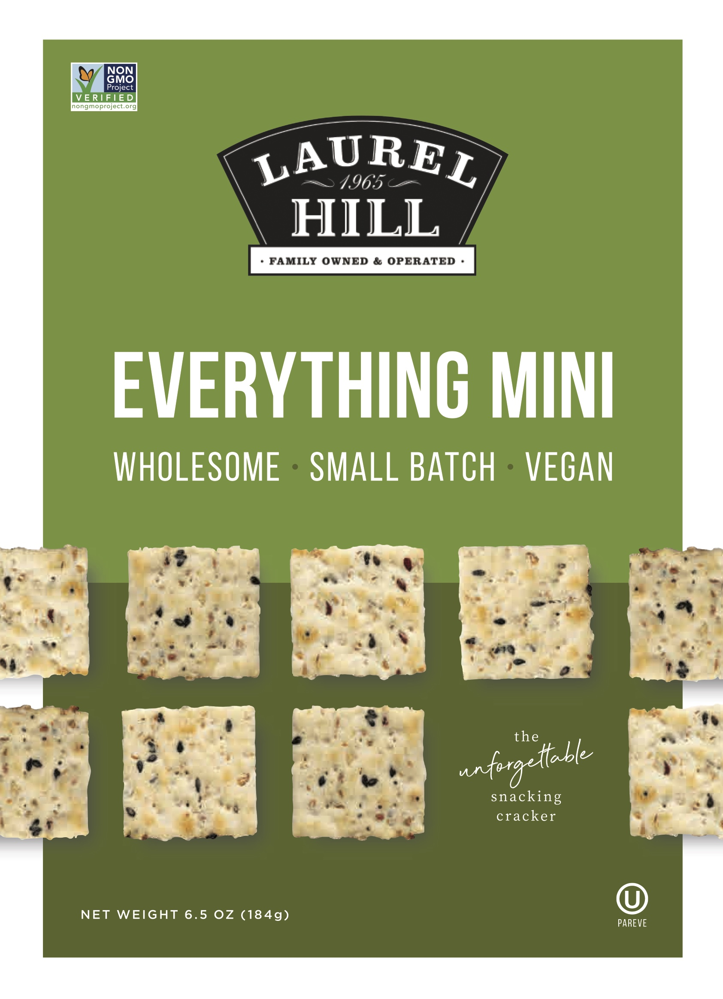 NON
GMO
Project
VERIFIED
nongmoproject.org
LAUREL
1965
HILL
· FAMILY OWNED & OPERATED ·
EVERYTHING MINI
WHOLESOME • SMALL BATCH • VEGAN
the
unforgettable
snacking
cracker
NET WEIGHT 6.5 OZ (184g)
U
PAREVE